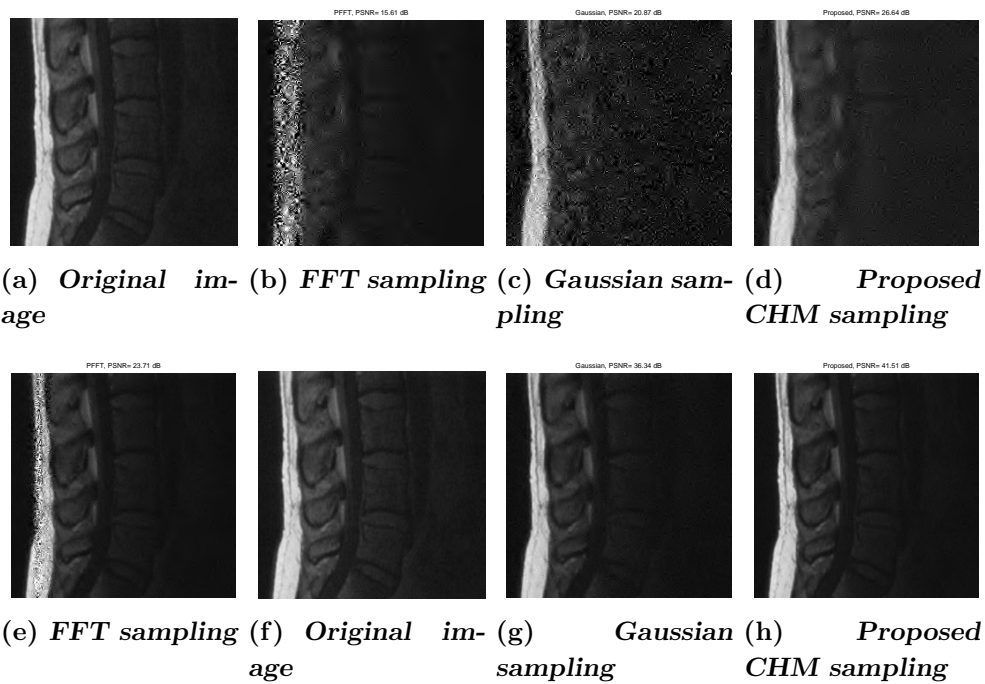 PFFT, PSNR= 15.61 dB
Gaussian, PSNR= 20.87 dB
Proposed, PSNR= 26.64 dB
(a) Original im-
age
(b) FFT sampling
(c) Gaussian sam-
pling
(d) Proposed
CHM sampling
PFFT, PSNR= 23.71 dB
Gaussian, PSNR= 36.34 dB
Proposed, PSNR= 41.51 dB
(e) FFT sampling
(f) Original im-
age
(g) Gaussian
sampling
(h) Proposed
CHM sampling